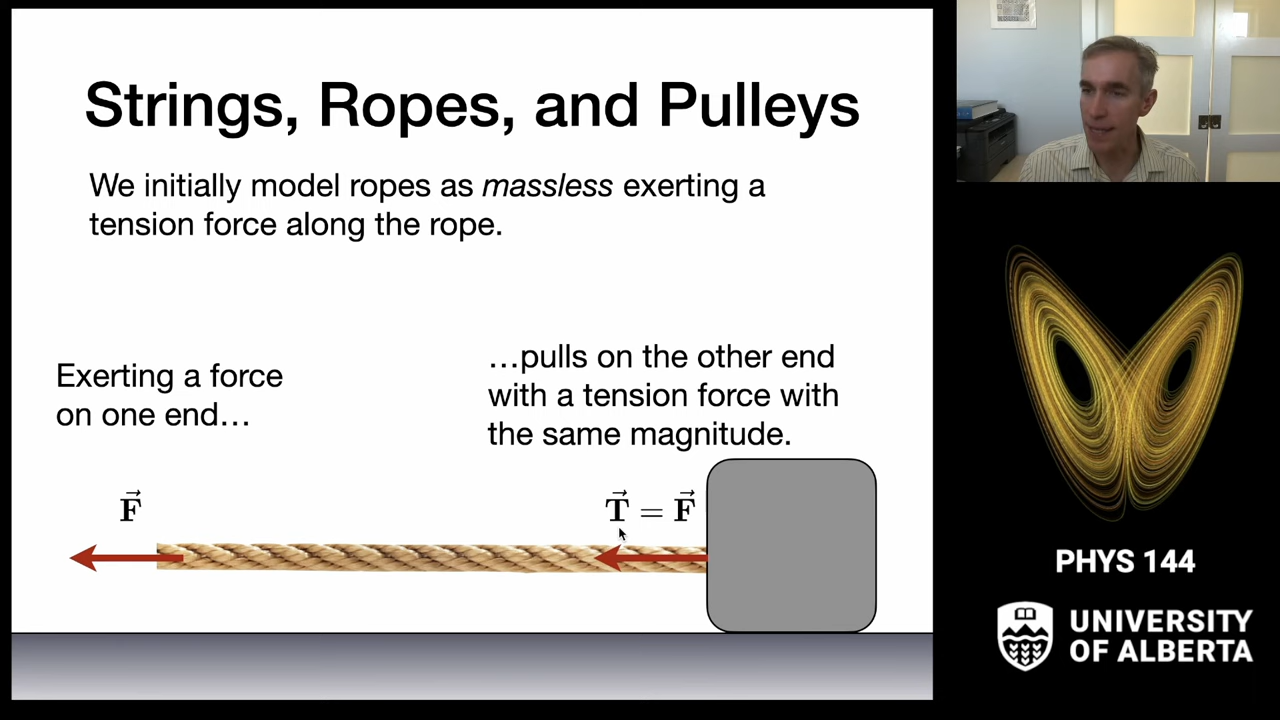 Strings, Ropes, and Pulleys
We initially model ropes as massless exerting a
tension force along the rope.
Exerting a force
on one end…
…pulls on the other end
with a tension force with
the same magnitude.
F⃗
T⃗ = F⃗
PHYS 144
UNIVERSITY
OF ALBERTA